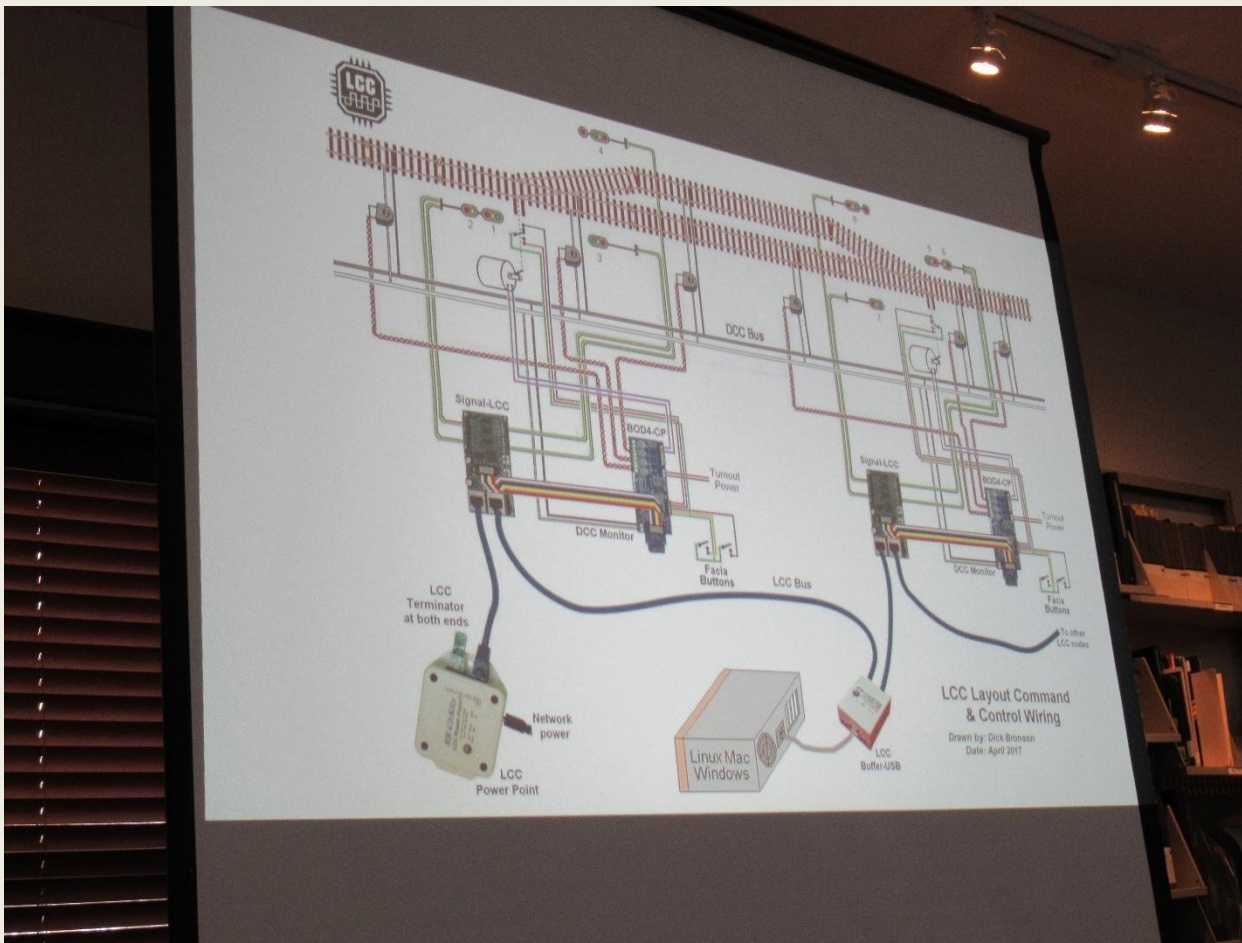 LCC
4
2 1
3
5 6
DCC Bus
Signal-LCC
BOD4-CP
Turnout
Power
DCC Monitor
Facia
Buttons
Signal-LCC
BOD4-CP
Turnout
Power
DCC Monitor
Facia
Buttons
LCC Bus
To other
LCC nodes
LCC
Terminator
at both ends
Network
power
LCC
Power Point
Linux Mac
Windows
LCC
Buffer-USB
LCC Layout Command
& Control Wiring
Drawn by: Dick Bronson
Date: April 2017